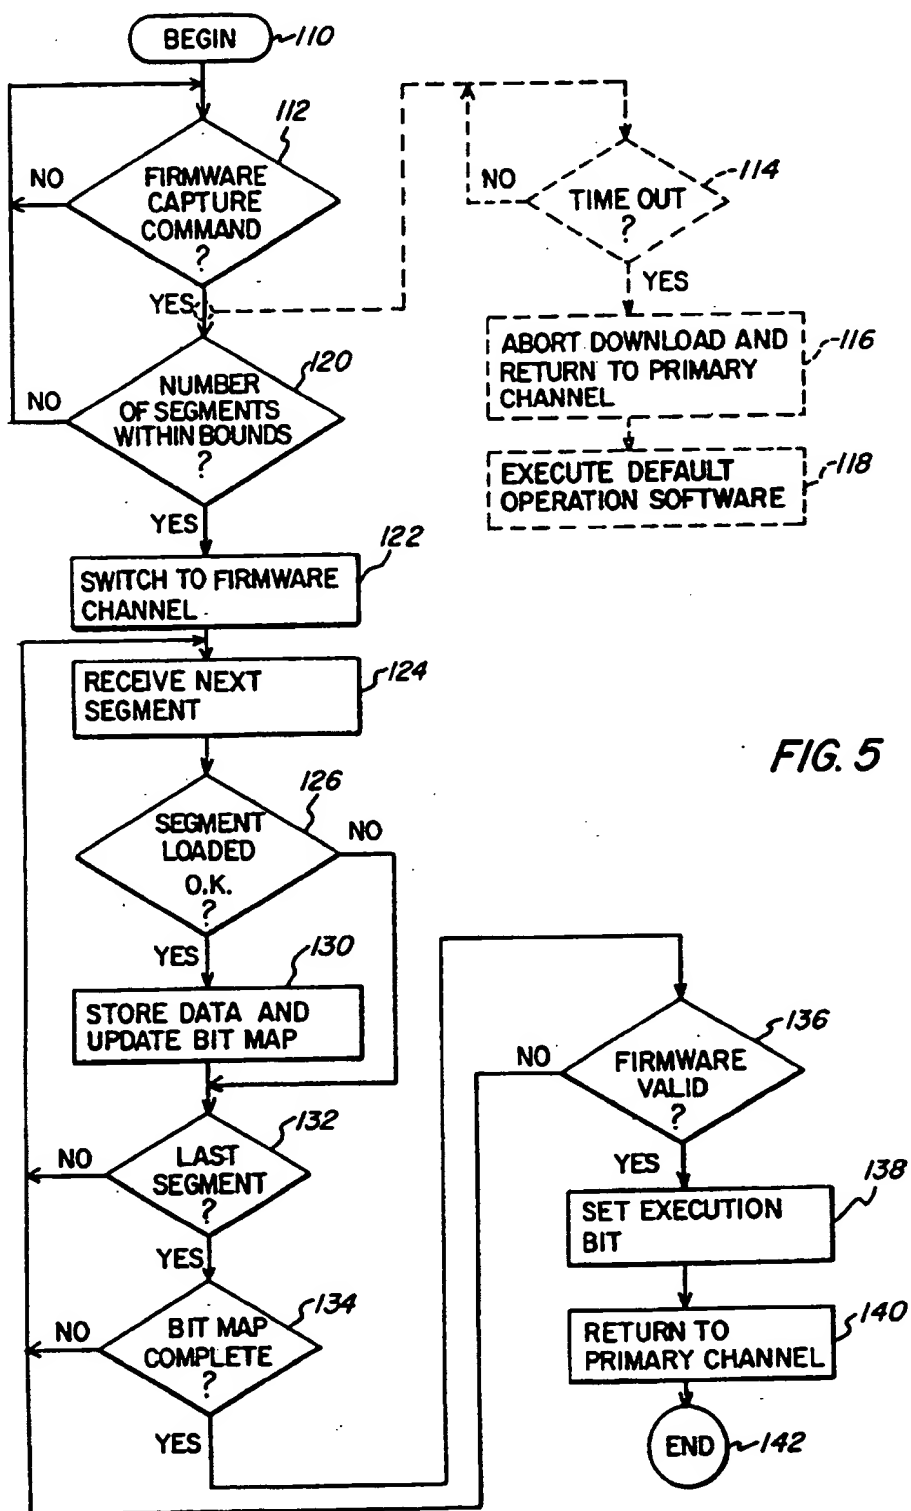 BEGIN
110
112
NO
FIRMWARE
CAPTURE
COMMAND
?
YES
114
NO
TIME OUT
?
YES
ABORT DOWNLOAD AND
RETURN TO PRIMARY
CHANNEL
116
EXECUTE DEFAULT
OPERATION SOFTWARE
118
120
NO
NUMBER
OF SEGMENTS
WITHIN BOUNDS
?
YES
122
SWITCH TO FIRMWARE
CHANNEL
124
RECEIVE NEXT
SEGMENT
FIG. 5
126
SEGMENT
LOADED
O.K.
?
NO
YES
130
STORE DATA AND
UPDATE BIT MAP
132
NO
LAST
SEGMENT
?
YES
134
NO
BIT MAP
COMPLETE
?
YES
136
NO
FIRMWARE
VALID
?
YES
138
SET EXECUTION
BIT
140
RETURN TO
PRIMARY CHANNEL
END
142